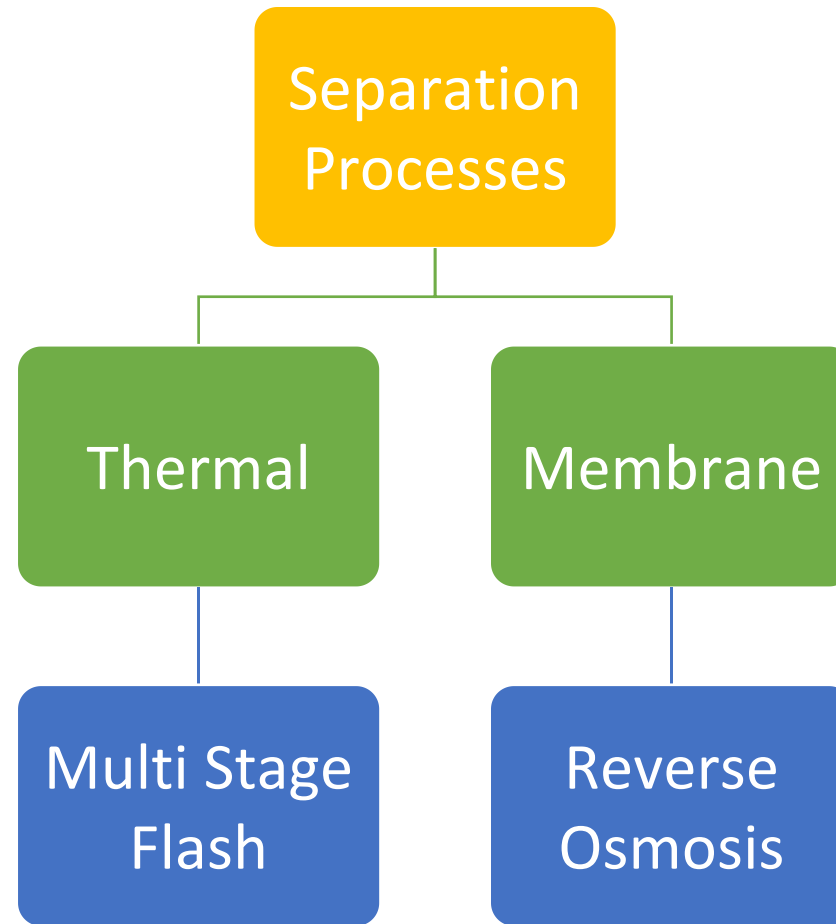 Separation
Processes
Thermal
Membrane
Multi Stage
Flash
Reverse
Osmosis